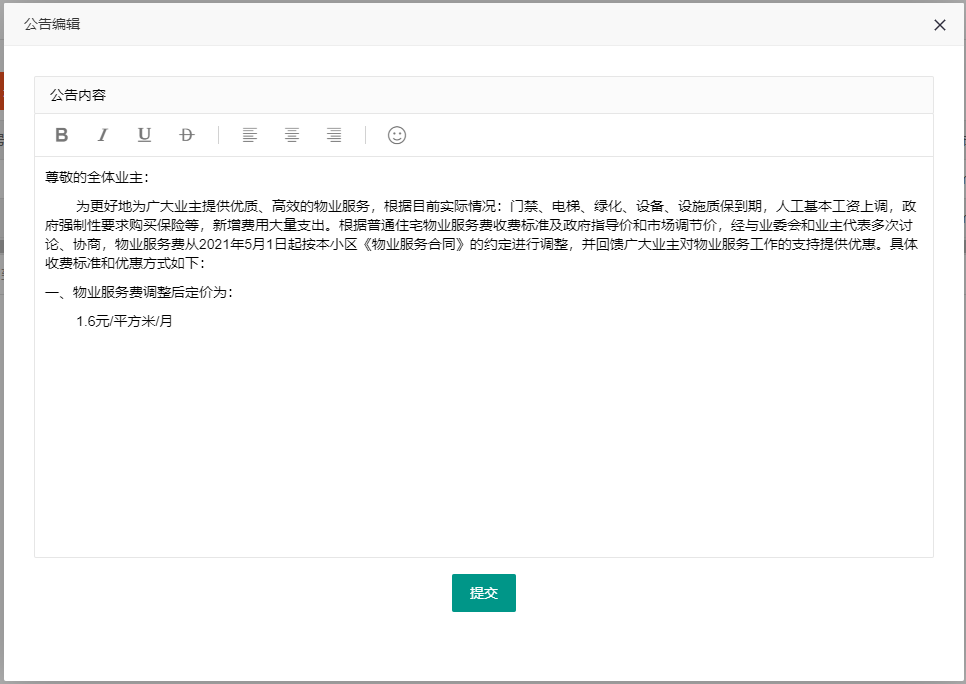 公告编辑
公告内容
B I U D
尊敬的全体业主：
为更好地为广大业主提供优质、高效的物业服务，根据目前实际情况：门禁、电梯、绿化、设备、设施质保到期，人工基本工资上调，政
府强制性要求购买保险等，新增费用大量支出。根据普通住宅物业服务费收费标准及政府指导价和市场调节价，经与业委会和业主代表多次讨
论、协商，物业服务费从2021年5月1日起按本小区《物业服务合同》的约定进行调整，并回馈广大业主对物业服务工作的支持提供优惠。具体
收费标准和优惠方式如下：
一、物业服务费调整后定价为：
1.6元/平方米/月
提交